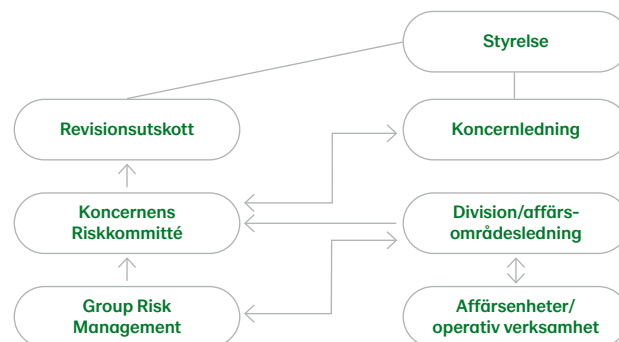 Styrelse
Revisionsutskott
Koncernledning
Koncernens
Riskkommitté
Division/affärs-
områdesledning
Group Risk
Management
Affärsenheter/
operativ verksamhet